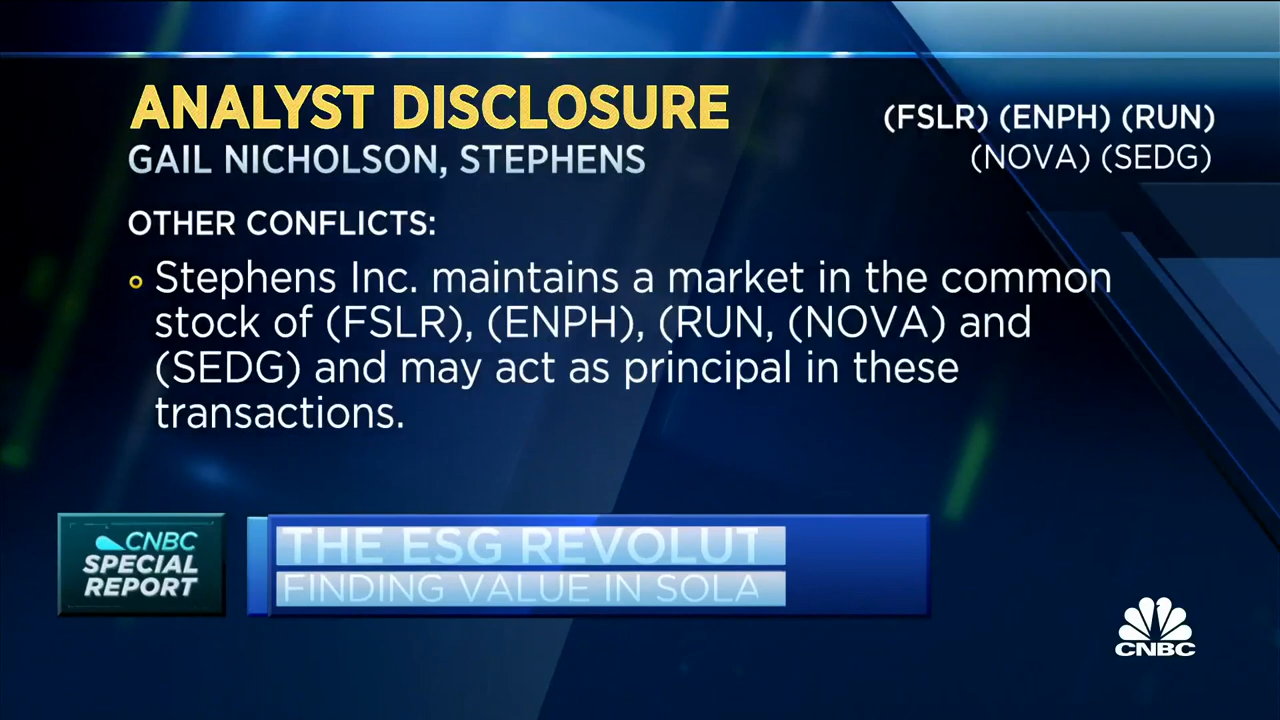 ANALYST DISCLOSURE
GAIL NICHOLSON, STEPHENS
(FSLR) (ENPH) (RUN)
(NOVA) (SEDG)
OTHER CONFLICTS:
Stephens Inc. maintains a market in the common
stock of (FSLR), (ENPH), (RUN, (NOVA) and
(SEDG) and may act as principal in these
transactions.
CNBC
SPECIAL
REPORT
THE ESG REVOLUT
FINDING VALUE IN SOLA
CNBC